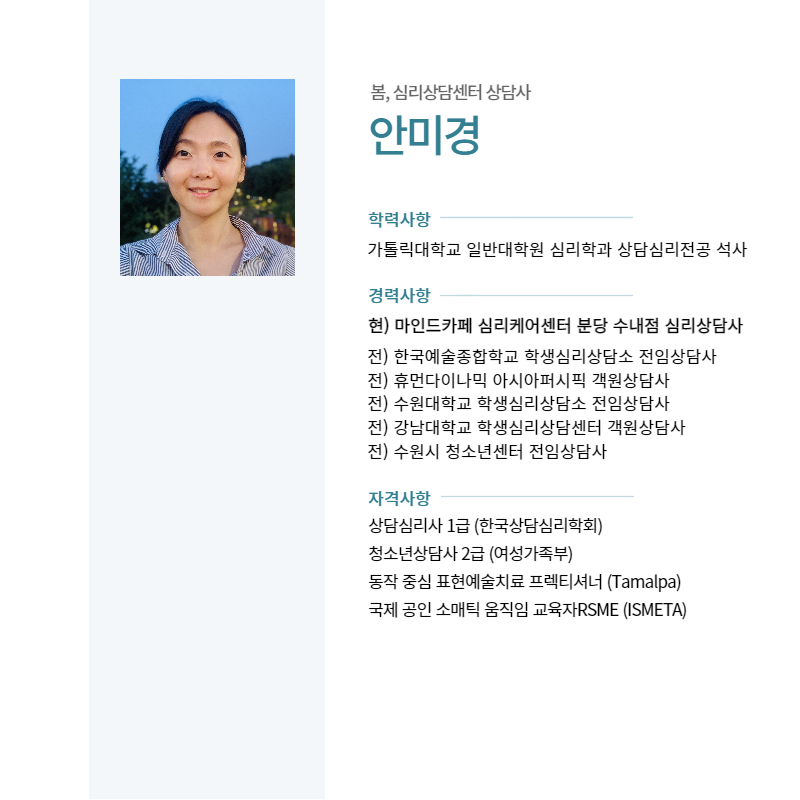 봄, 심리상담센터 상담사
안미경
학력사항
가톨릭대학교 일반대학원 심리학과 상담심리전공 석사
경력사항
현) 마인드카페 심리케어센터 분당 수내점 심리상담사
전) 한국예술종합학교 학생심리상담소 전임상담사
전) 휴먼다이나믹 아시아퍼시픽 객원상담사
전) 수원대학교 학생심리상담소 전임상담사
전) 강남대학교 학생심리상담센터 객원상담사
전) 수원시 청소년센터 전임상담사
자격사항
상담심리사 1급 (한국상담심리학회)
청소년상담사 2급 (여성가족부)
동작 중심 표현예술치료 프렉티셔너 (Tamalpa)
국제 공인 소매틱 움직임 교육자RSME (ISMETA)